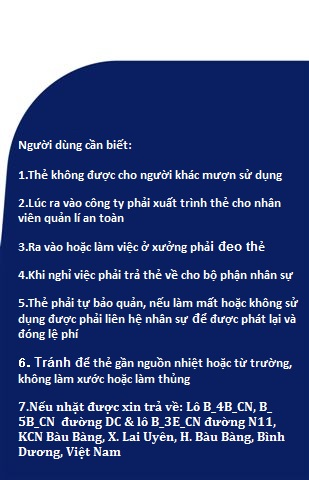 Người dùng cần biết:
1.Thẻ không được cho người khác mượn sử dụng
2.Lúc ra vào công ty phải xuất trình thẻ cho nhân
viên quản lí an toàn
3.Ra vào hoặc làm việc ở xưởng phải đeo thẻ
4.Khi nghỉ việc phải trả thẻ về cho bộ phận nhân sự
5.Thẻ phải tự bảo quản, nếu làm mất hoặc không sử
dụng được phải liên hệ nhân sự để được phát lại và
đóng lệ phí
6. Tránh để thẻ gần nguồn nhiệt hoặc từ trường,
không làm xước hoặc làm thủng
7.Nếu nhặt được xin trả về: Lô B_4B_CN, B_
5B_CN đường DC & lô B_3E_CN đường N11,
KCN Bàu Bàng, X. Lai Uyên, H. Bàu Bàng, Bình
Dương, Việt Nam